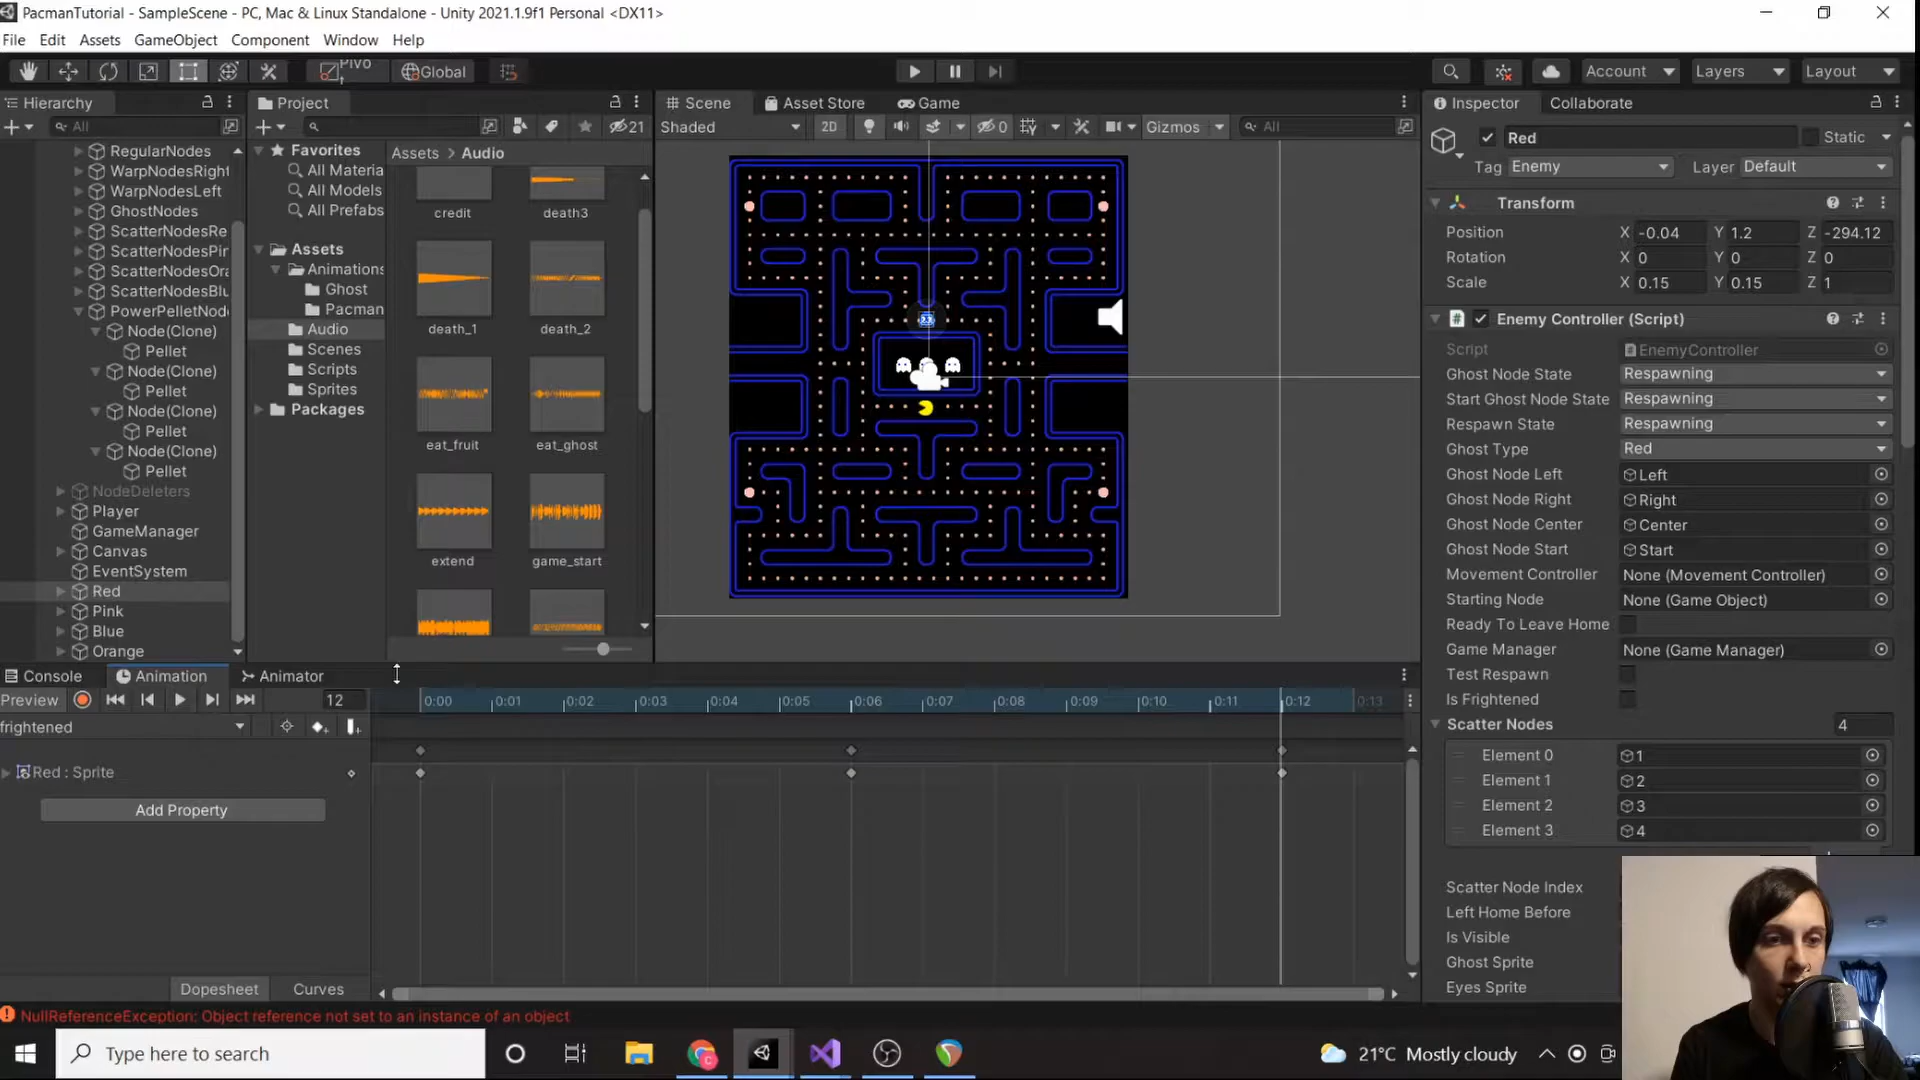 PacmanTutorial - SampleScene - PC, Mac & Linux Standalone - Unity 2021.1.9f1 Personal <DX11>
File Edit Assets GameObject Component Window Help
Global
Account
Layers
Layout
Hierarchy
All
RegularNodes
WarpNodesRight
WarpNodesLeft
GhostNodes
ScatterNodesRe
ScatterNodesPin
ScatterNodesOra
ScatterNodesBlu
PowerPelletNod
Node(Clone)
Pellet
Node(Clone)
Pellet
Node(Clone)
Pellet
Node(Clone)
Pellet
NodeDeleters
Player
GameManager
Canvas
EventSystem
Red
Pink
Blue
Orange
Project
21
Favorites
All Materia
All Models
All Prefabs
Assets
Animations
Ghost
Pacman
Audio
Scenes
Scripts
Sprites
Packages
Assets > Audio
credit
death3
death_1
death_2
eat_fruit
eat_ghost
extend
game_start
Scene
Asset Store
Game
Shaded
2D
0
Gizmos
All
Inspector
Collaborate
Red
Static
Tag Enemy
Layer Default
Transform
Position X -0.04 Y 1.2 Z -294.12
Rotation X 0 Y 0 Z 0
Scale X 0.15 Y 0.15 Z 1
# Enemy Controller (Script)
Script EnemyController
Ghost Node State Respawning
Start Ghost Node State Respawning
Respawn State Respawning
Ghost Type Red
Ghost Node Left Left
Ghost Node Right Right
Ghost Node Center Center
Ghost Node Start Start
Movement Controller None (Movement Controller)
Starting Node None (Game Object)
Ready To Leave Home
Game Manager None (Game Manager)
Test Respawn
Is Frightened
Scatter Nodes 4
Element 0 1
Element 1 2
Element 2 3
Element 3 4
Scatter Node Index
Left Home Before
Is Visible
Ghost Sprite
Eyes Sprite
Console
Animation
Animator
Preview
12
0:00 0:01 0:02 0:03 0:04 0:05 0:06 0:07 0:08 0:09 0:10 0:11 0:12 0:13
frightened
Red : Sprite
Add Property
Dopesheet
Curves
NullReferenceException: Object reference not set to an instance of an object
Type here to search
21°C Mostly cloudy